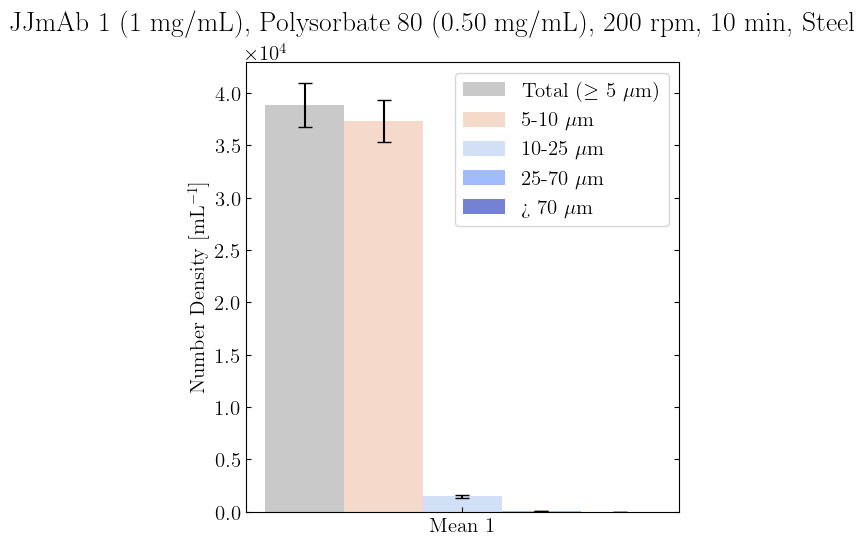 JJmAb 1 (1 mg/mL), Polysorbate 80 (0.50 mg/mL), 200 rpm, 10 min, Steel
×10⁴
4.0
3.5
3.0
2.5
2.0
1.5
1.0
0.5
0.0
Number Density [mL⁻¹]
Total (≥ 5 μm)
5-10 μm
10-25 μm
25-70 μm
> 70 μm
Mean 1